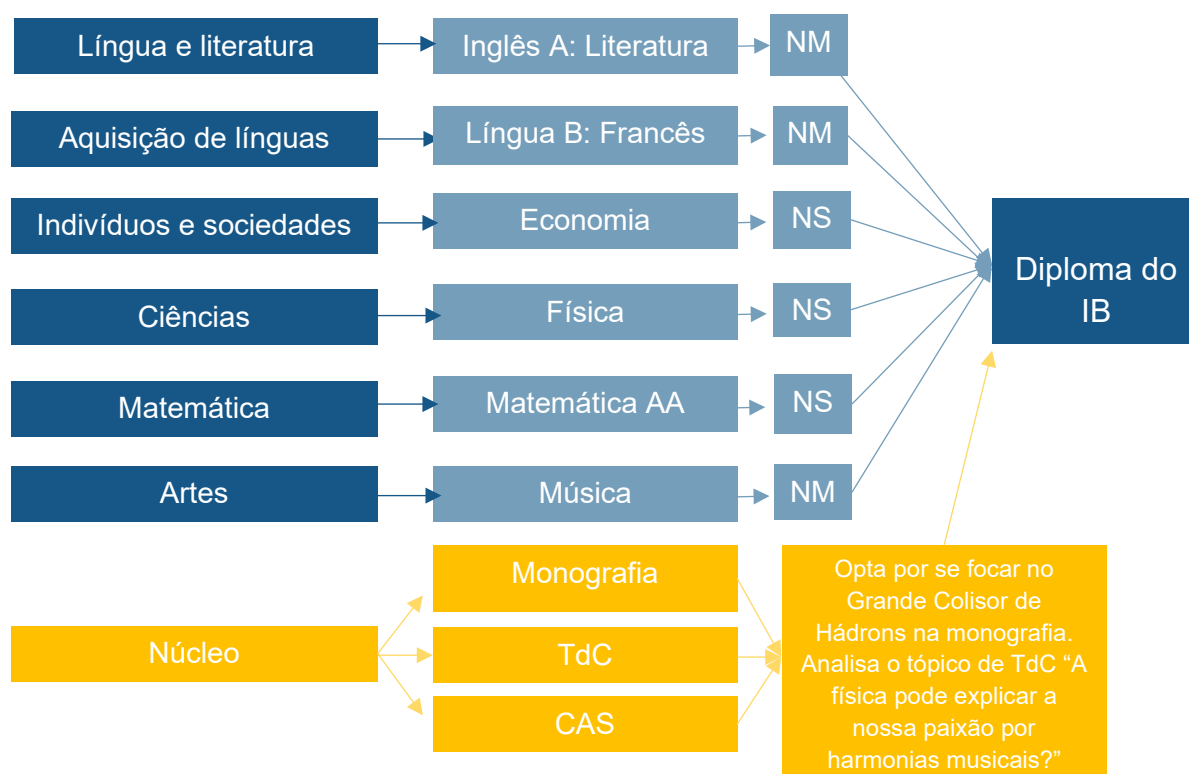 Língua e literatura
Inglês A: Literatura
NM
Aquisição de línguas
Língua B: Francês
NM
Indivíduos e sociedades
Economia
NS
Diploma do
IB
Ciências
Física
NS
Matemática
Matemática AA
NS
Artes
Música
NM
Núcleo
Monografia
TdC
CAS
Opta por se focar no
Grande Colisor de
Hádrons na monografia.
Analisa o tópico de TdC “A
física pode explicar a
nossa paixão por
harmonias musicais?”